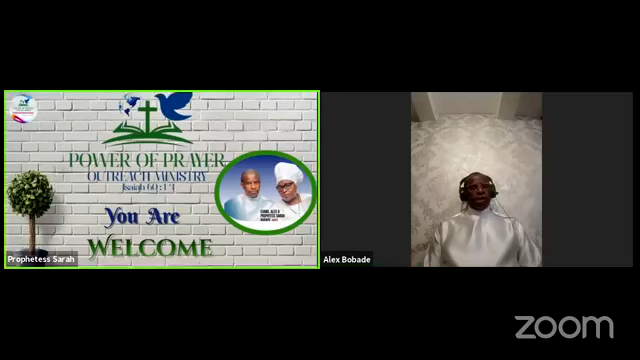 POWER OF PRAYER
OUTREACH MINISTRY
Isaiah 60:1-3
You Are
WELCOME
Prophetess Sarah
Alex Bobade
zoom